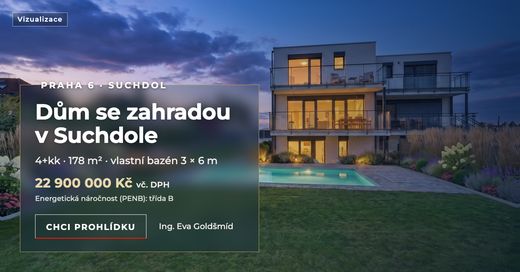 Vizualizace
PRAHA 6 · SUCHDOL
Dům se zahradou
v Suchdole
4+kk · 178 m² · vlastní bazén 3 × 6 m
22 900 000 Kč vč. DPH
Energetická náročnost (PENB): třída B
CHCI PROHLÍDKU
Ing. Eva Goldšmíd